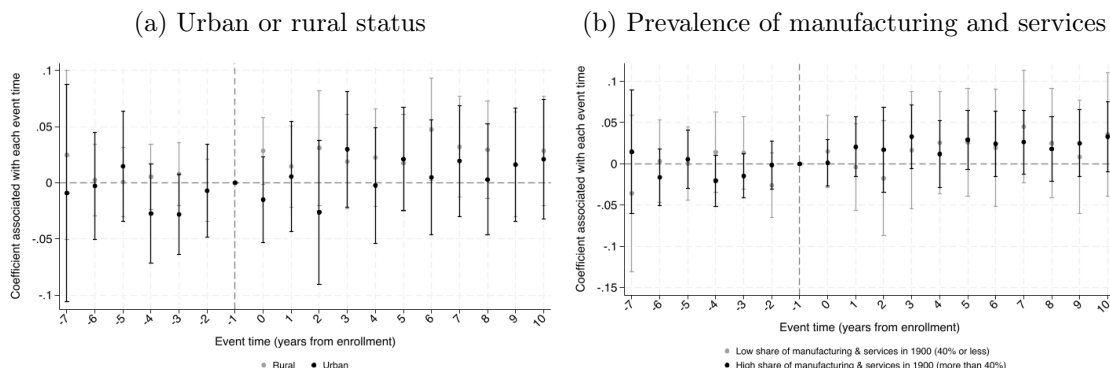 (a) Urban or rural status
Coefficient associated with each event time
.1
.05
0
-.05
-.1
-7 -6 -5 -4 -3 -2 -1 0 1 2 3 4 5 6 7 8 9 10
Event time (years from enrollment)
Rural Urban
(b) Prevalence of manufacturing and services
Coefficient associated with each event time
.1
.05
0
-.05
-.1
-.15
-7 -6 -5 -4 -3 -2 -1 0 1 2 3 4 5 6 7 8 9 10
Event time (years from enrollment)
Low share of manufacturing & services in 1900 (40% or less)
High share of manufacturing & services in 1900 (more than 40%)